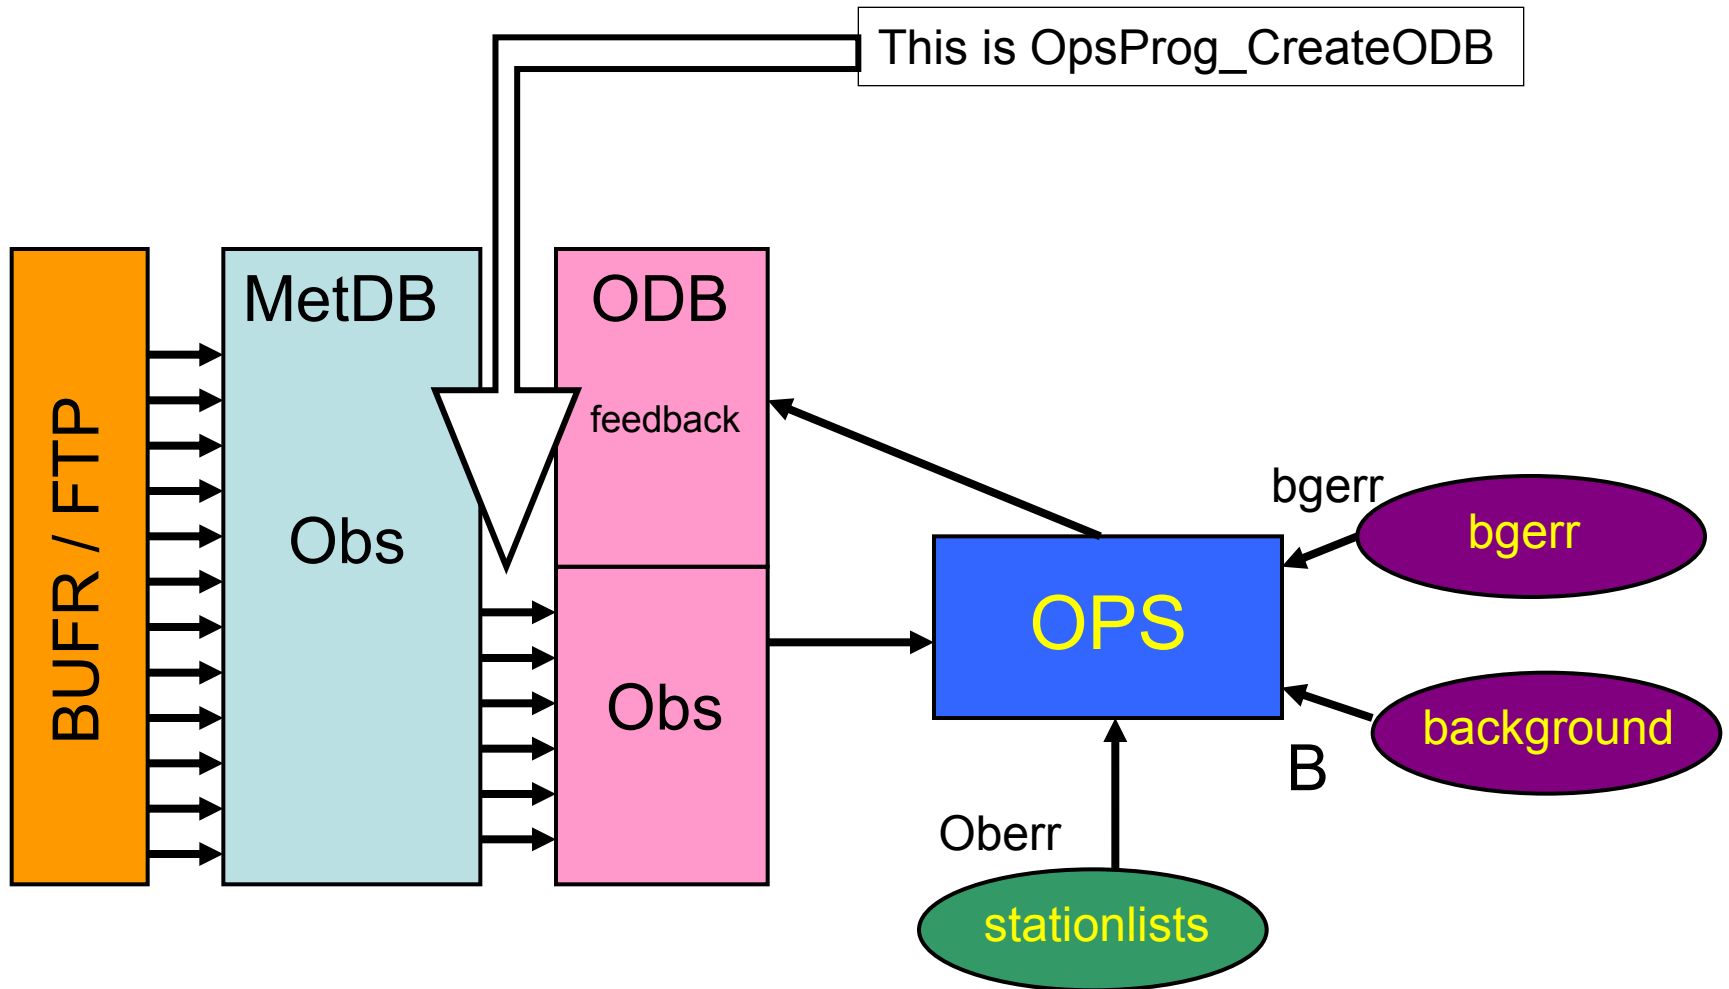 This is OpsProg_CreateODB
BUFR / FTP
MetDB
Obs
ODB
feedback
Obs
OPS
bgerr
bgerr
background
B
Oberr
stationlists